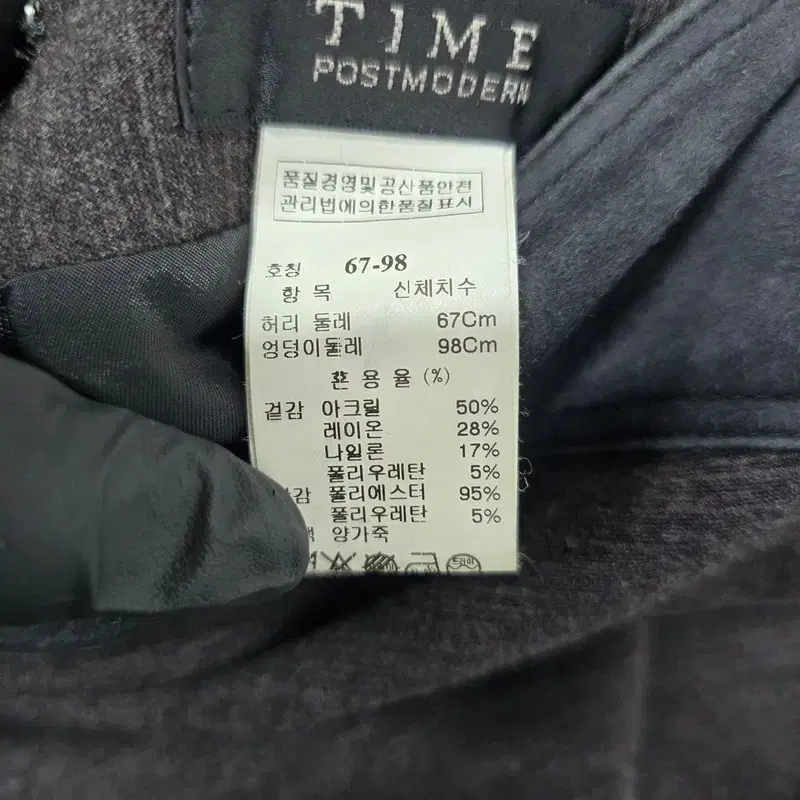 TIME
POSTMODERN
품질경영및공산품안전
관리법에의한품질표시
호칭 67-98
항 목 신체치수
허리 둘레 67Cm
엉덩이둘레 98Cm
혼 용 율 (%)
겉감 아크릴 50%
레이온 28%
나일론 17%
폴리우레탄 5%
감 폴리에스터 95%
폴리우레탄 5%
양가죽
드라이